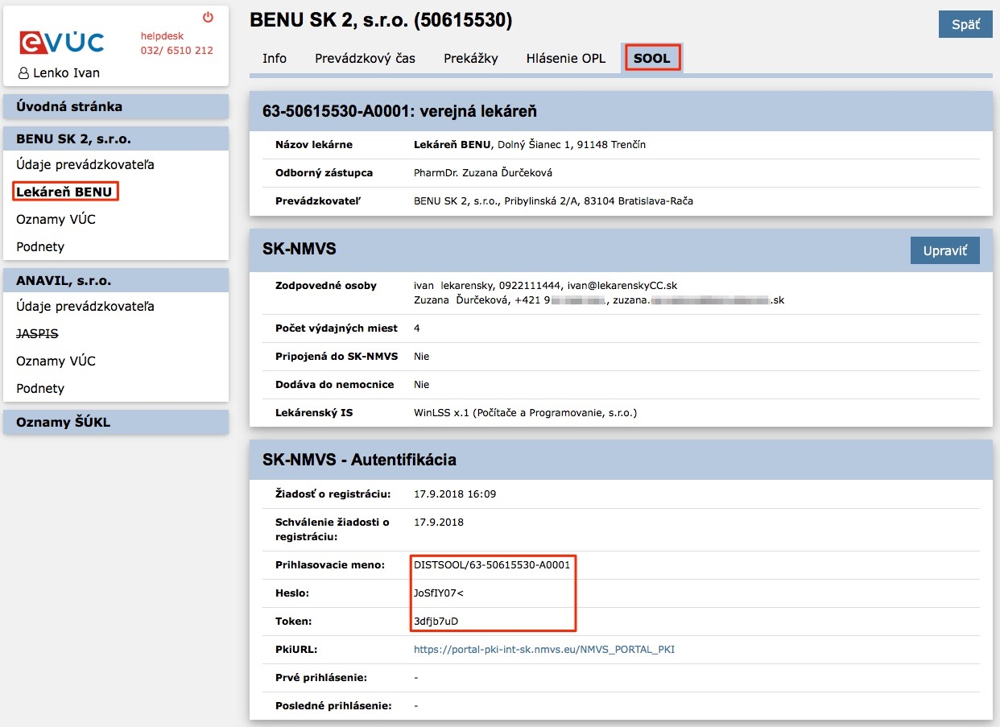 eVÚC
helpdesk
032/ 6510 212
Lenko Ivan
Úvodná stránka
BENU SK 2, s.r.o.
Údaje prevádzkovateľa
Lekáreň BENU
Oznamy VÚC
Podnety
ANAVIL, s.r.o.
Údaje prevádzkovateľa
JASPIS
Oznamy VÚC
Podnety
Oznamy ŠÚKL
BENU SK 2, s.r.o. (50615530)
Späť
Info Prevádzkový čas Prekážky Hlásenie OPL SOOL
63-50615530-A0001: verejná lekáreň
Názov lekárne Lekáreň BENU, Dolný Šianec 1, 91148 Trenčín
Odborný zástupca PharmDr. Zuzana Ďurčeková
Prevádzkovateľ BENU SK 2, s.r.o., Pribylinská 2/A, 83104 Bratislava-Rača
SK-NMVS
Upraviť
Zodpovedné osoby ivan lekarensky, 0922111444, ivan@lekarenskyCC.sk
Zuzana Ďurčeková, +421 9 , zuzana. .sk
Počet výdajných miest 4
Pripojená do SK-NMVS Nie
Dodáva do nemocnice Nie
Lekárenský IS WinLSS x.1 (Počítače a Programovanie, s.r.o.)
SK-NMVS - Autentifikácia
Žiadosť o registráciu: 17.9.2018 16:09
Schválenie žiadosti o 17.9.2018
registráciu:
Prihlasovacie meno: DISTSOOL/63-50615530-A0001
Heslo: JoSfIY07<
Token: 3dfjb7uD
PkiURL: https://portal-pki-int-sk.nmvs.eu/NMVS_PORTAL_PKI
Prvé prihlásenie: -
Posledné prihlásenie: -